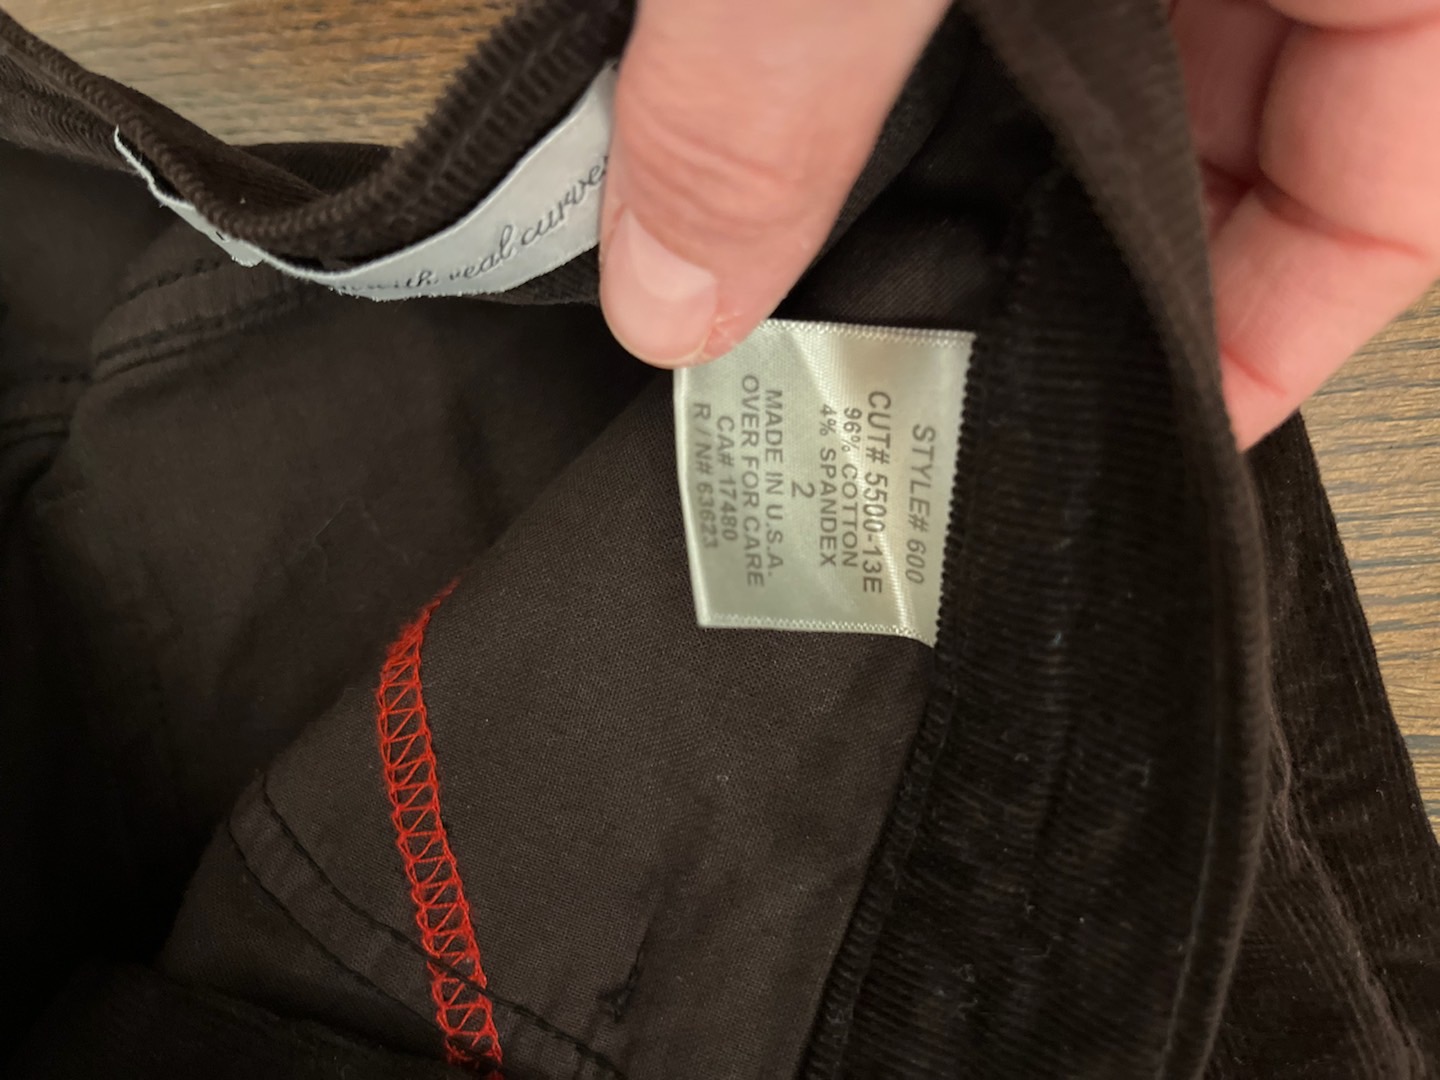 with real curves
STYLE# 600
CUT# 5500-13E
96% COTTON
4% SPANDEX
2
MADE IN U.S.A.
OVER FOR CARE
CA# 17480
R/N# 63623